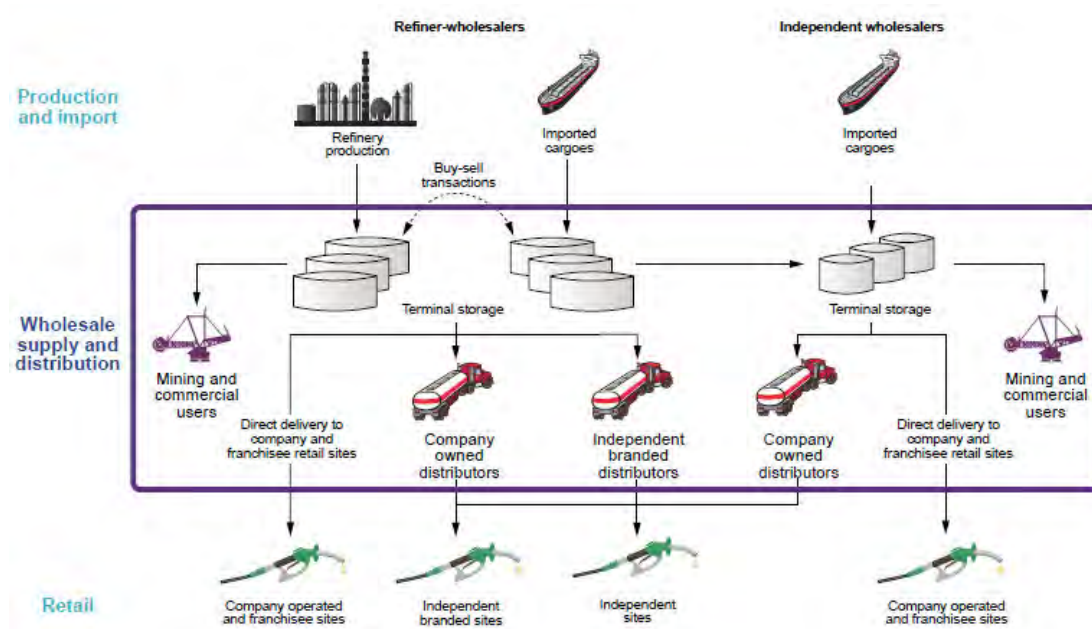 Refiner-wholesalers
Independent wholesalers
Production
and import
Refinery
production
Imported
cargoes
Imported
cargoes
Buy-sell
transactions
Wholesale
supply and
distribution
Terminal storage
Terminal storage
Mining and
commercial
users
Mining and
commercial
users
Direct delivery to
company and
franchisee retail sites
Company
owned
distributors
Independent
branded
distributors
Company
owned
distributors
Direct delivery to
company and
franchisee retail sites
Retail
Company operated
and franchisee sites
Independent
branded sites
Independent
sites
Company operated
and franchisee sites